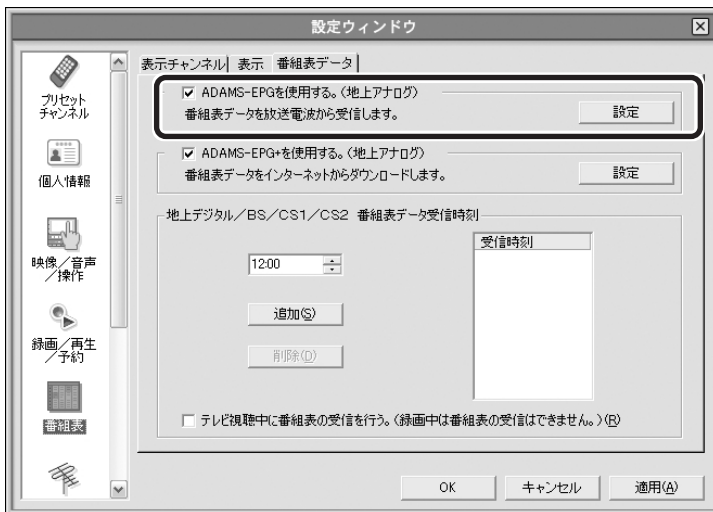 設定ウィンドウ
表示チャンネル 表示 番組表データ
プリセット
チャンネル
個人情報
映像／音声
／操作
録画／再生
／予約
番組表
ADAMS-EPGを使用する。(地上アナログ)
番組表データを放送電波から受信します。
設定
ADAMS-EPG+を使用する。(地上アナログ)
番組表データをインターネットからダウンロードします。
設定
地上デジタル／BS／CS1／CS2 番組表データ受信時刻
12:00
追加(S)
削除(D)
受信時刻
テレビ視聴中に番組表の受信を行う。(録画中は番組表の受信はできません。)(R)
OK
キャンセル
適用(A)